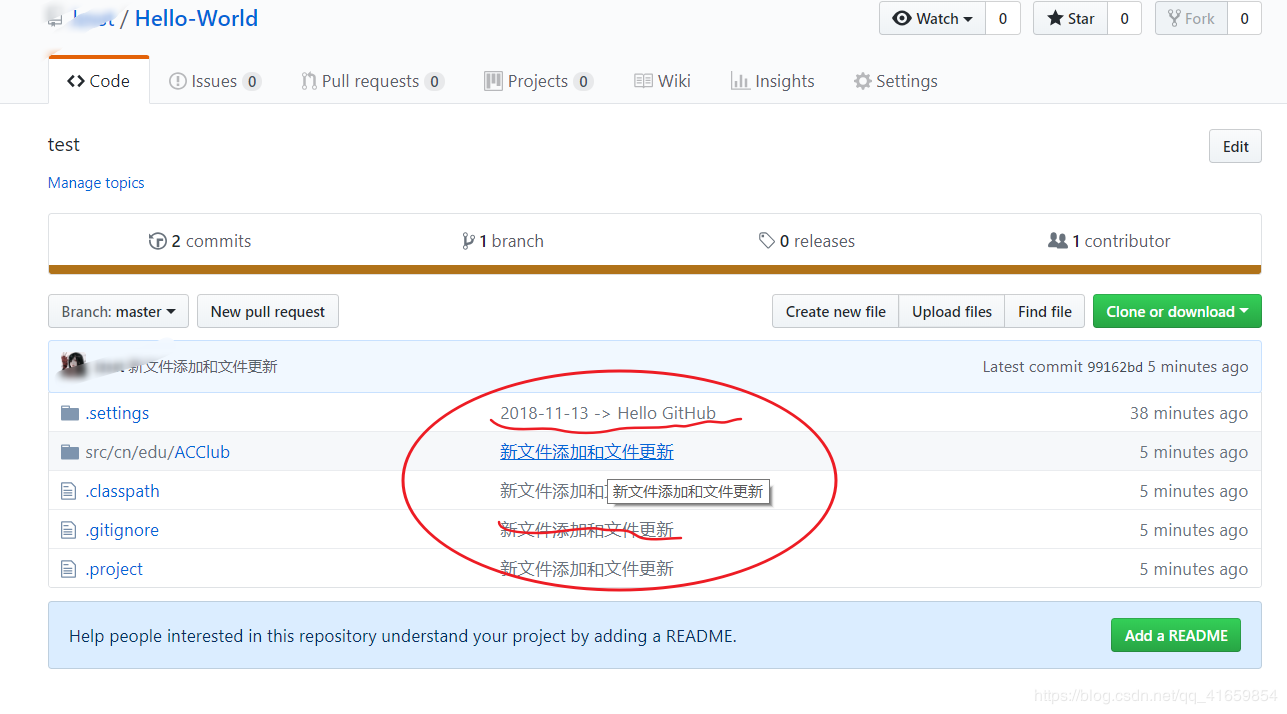 / Hello-World
Watch 0 Star 0 Fork 0
Code Issues 0 Pull requests 0 Projects 0 Wiki Insights Settings
test
Edit
Manage topics
2 commits 1 branch 0 releases 1 contributor
Branch: master New pull request Create new file Upload files Find file Clone or download
新文件添加和文件更新 Latest commit 99162bd 5 minutes ago
.settings 2018-11-13 -> Hello GitHub 38 minutes ago
src/cn/edu/ACClub 新文件添加和文件更新 5 minutes ago
.classpath 新文件添加和 新文件添加和文件更新 5 minutes ago
.gitignore 新文件添加和文件更新 5 minutes ago
.project 新文件添加和文件更新 5 minutes ago
Help people interested in this repository understand your project by adding a README. Add a README
https://blog.csdn.net/qq_41659854